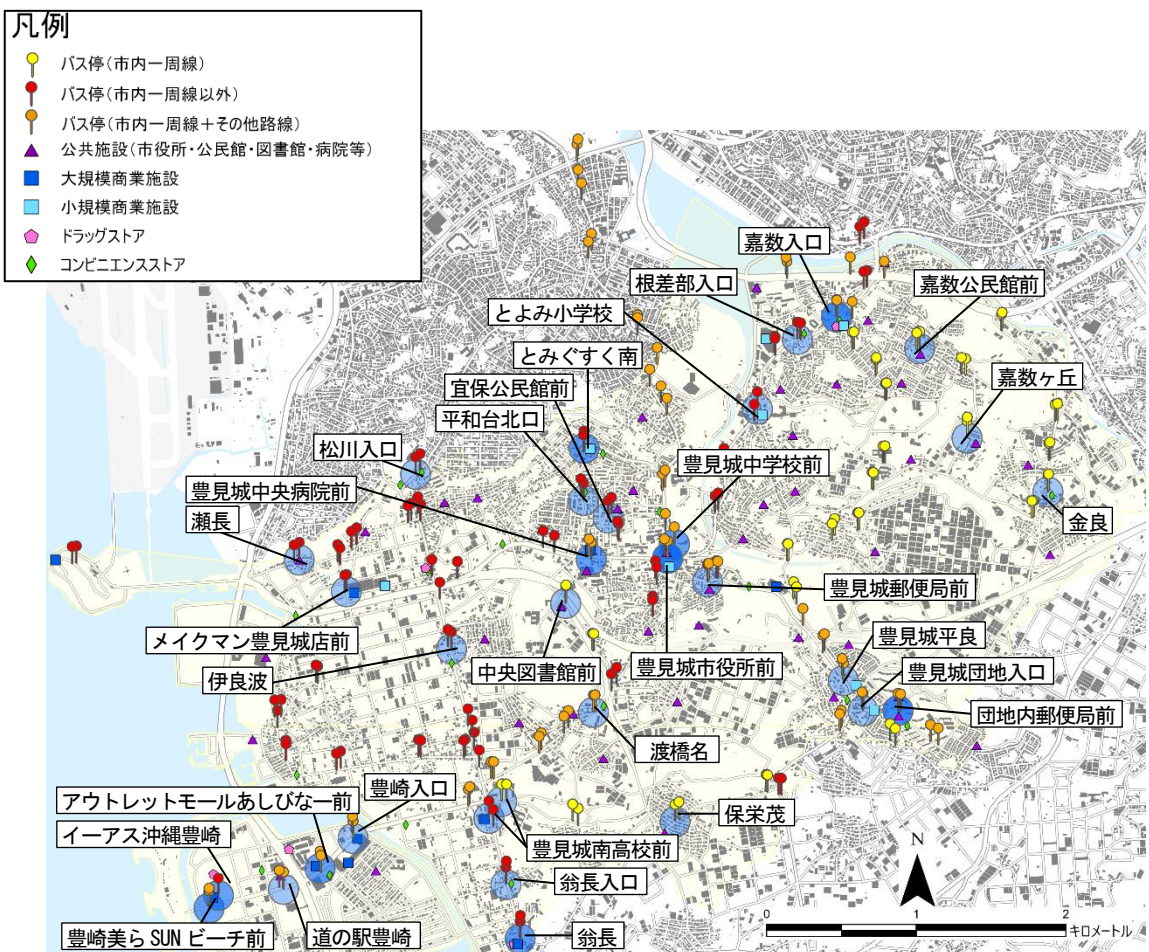 凡例
バス停(市内一周線)
バス停(市内一周線以外)
バス停(市内一周線+その他路線)
公共施設(市役所・公民館・図書館・病院等)
大規模商業施設
小規模商業施設
ドラッグストア
コンビニエンスストア
嘉数入口
根差部入口
嘉数公民館前
とよみ小学校
とみぐすく南
嘉数ヶ丘
宜保公民館前
平和台北口
松川入口
豊見城中学校前
豊見城中央病院前
瀬長
金良
豊見城郵便局前
メイクマン豊見城店前
豊見城平良
伊良波
中央図書館前
豊見城市役所前
豊見城団地入口
団地内郵便局前
渡橋名
豊崎入口
アウトレットモールあしびなー前
イーアス沖縄豊崎
保栄茂
豊見城南高校前
翁長入口
豊崎美らSUNビーチ前
道の駅豊崎
翁長
N
0 1 2
キロメートル